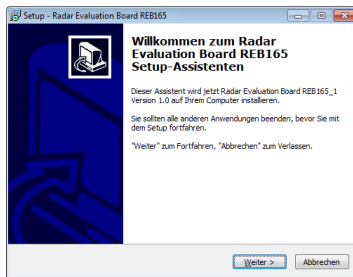 Setup - Radar Evaluation Board REB165
Willkommen zum Radar
Evaluation Board REB165
Setup-Assistenten
Dieser Assistent wird jetzt Radar Evaluation Board REB165_1
Version 1.0 auf Ihrem Computer installieren.
Sie sollten alle anderen Anwendungen beenden, bevor Sie mit
dem Setup fortfahren.
"Weiter" zum Fortfahren, "Abbrechen" zum Verlassen.
Weiter >
Abbrechen